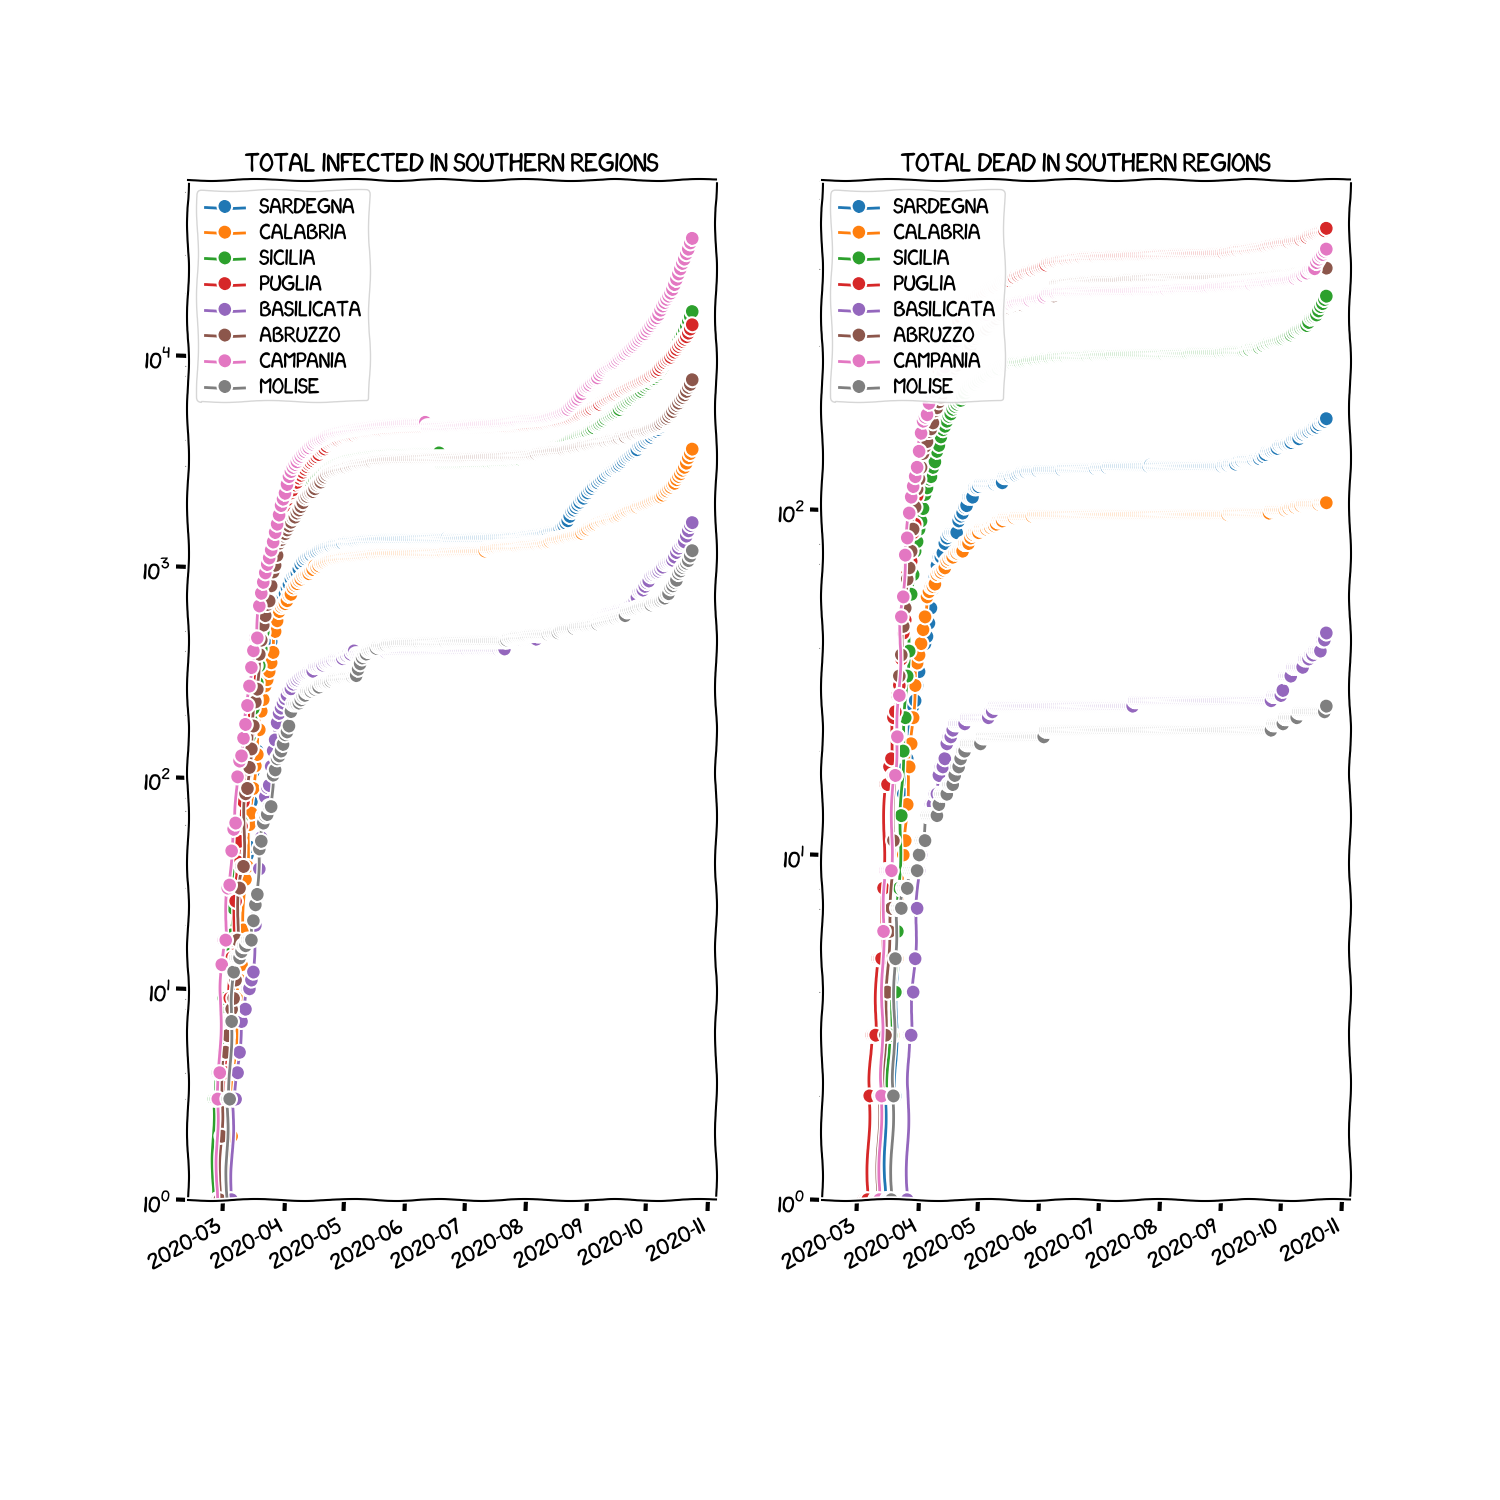 TOTAL INFECTED IN SOUTHERN REGIONS
SARDEGNA
CALABRIA
SICILIA
PUGLIA
BASILICATA
ABRUZZO
CAMPANIA
MOLISE
10⁴
10³
10²
10¹
10⁰
2020-03
2020-04
2020-05
2020-06
2020-07
2020-08
2020-09
2020-10
2020-11
TOTAL DEAD IN SOUTHERN REGIONS
SARDEGNA
CALABRIA
SICILIA
PUGLIA
BASILICATA
ABRUZZO
CAMPANIA
MOLISE
10²
10¹
10⁰
2020-03
2020-04
2020-05
2020-06
2020-07
2020-08
2020-09
2020-10
2020-11